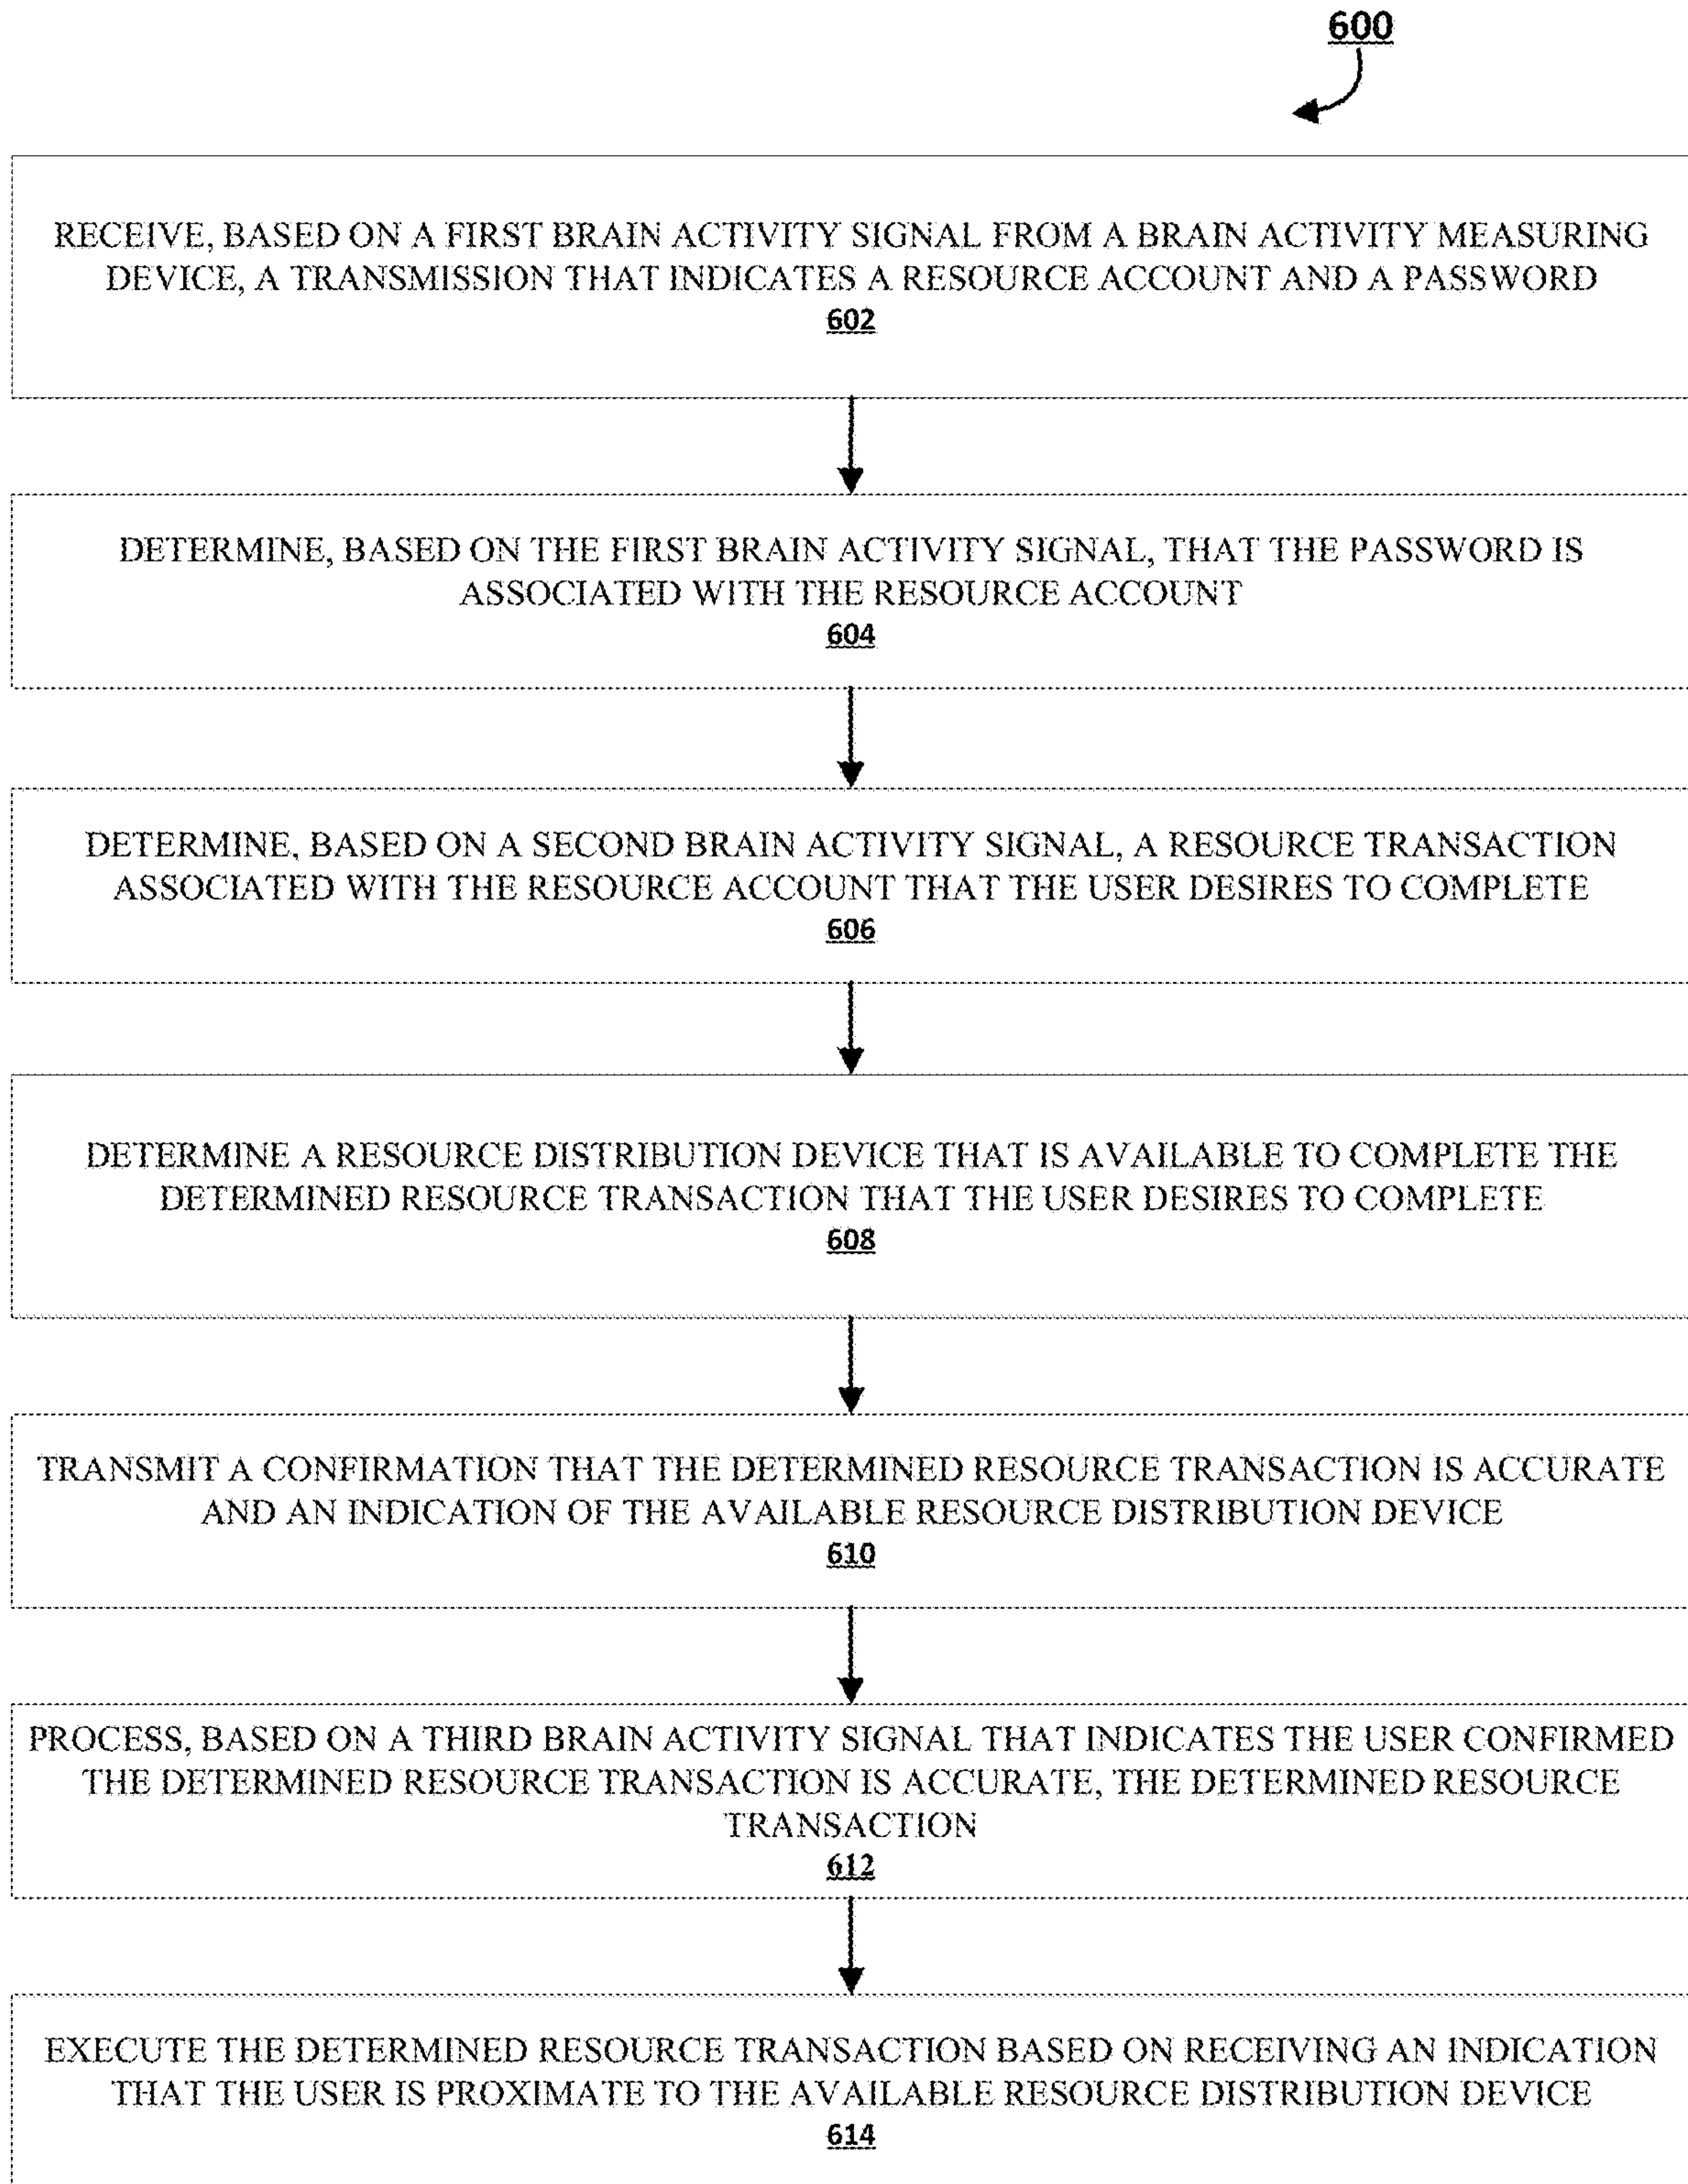 600
RECEIVE, BASED ON A FIRST BRAIN ACTIVITY SIGNAL FROM A BRAIN ACTIVITY MEASURING
DEVICE, A TRANSMISSION THAT INDICATES A RESOURCE ACCOUNT AND A PASSWORD
602
DETERMINE, BASED ON THE FIRST BRAIN ACTIVITY SIGNAL, THAT THE PASSWORD IS
ASSOCIATED WITH THE RESOURCE ACCOUNT
604
DETERMINE, BASED ON A SECOND BRAIN ACTIVITY SIGNAL, A RESOURCE TRANSACTION
ASSOCIATED WITH THE RESOURCE ACCOUNT THAT THE USER DESIRES TO COMPLETE
606
DETERMINE A RESOURCE DISTRIBUTION DEVICE THAT IS AVAILABLE TO COMPLETE THE
DETERMINED RESOURCE TRANSACTION THAT THE USER DESIRES TO COMPLETE
608
TRANSMIT A CONFIRMATION THAT THE DETERMINED RESOURCE TRANSACTION IS ACCURATE
AND AN INDICATION OF THE AVAILABLE RESOURCE DISTRIBUTION DEVICE
610
PROCESS, BASED ON A THIRD BRAIN ACTIVITY SIGNAL THAT INDICATES THE USER CONFIRMED
THE DETERMINED RESOURCE TRANSACTION IS ACCURATE, THE DETERMINED RESOURCE
TRANSACTION
612
EXECUTE THE DETERMINED RESOURCE TRANSACTION BASED ON RECEIVING AN INDICATION
THAT THE USER IS PROXIMATE TO THE AVAILABLE RESOURCE DISTRIBUTION DEVICE
614